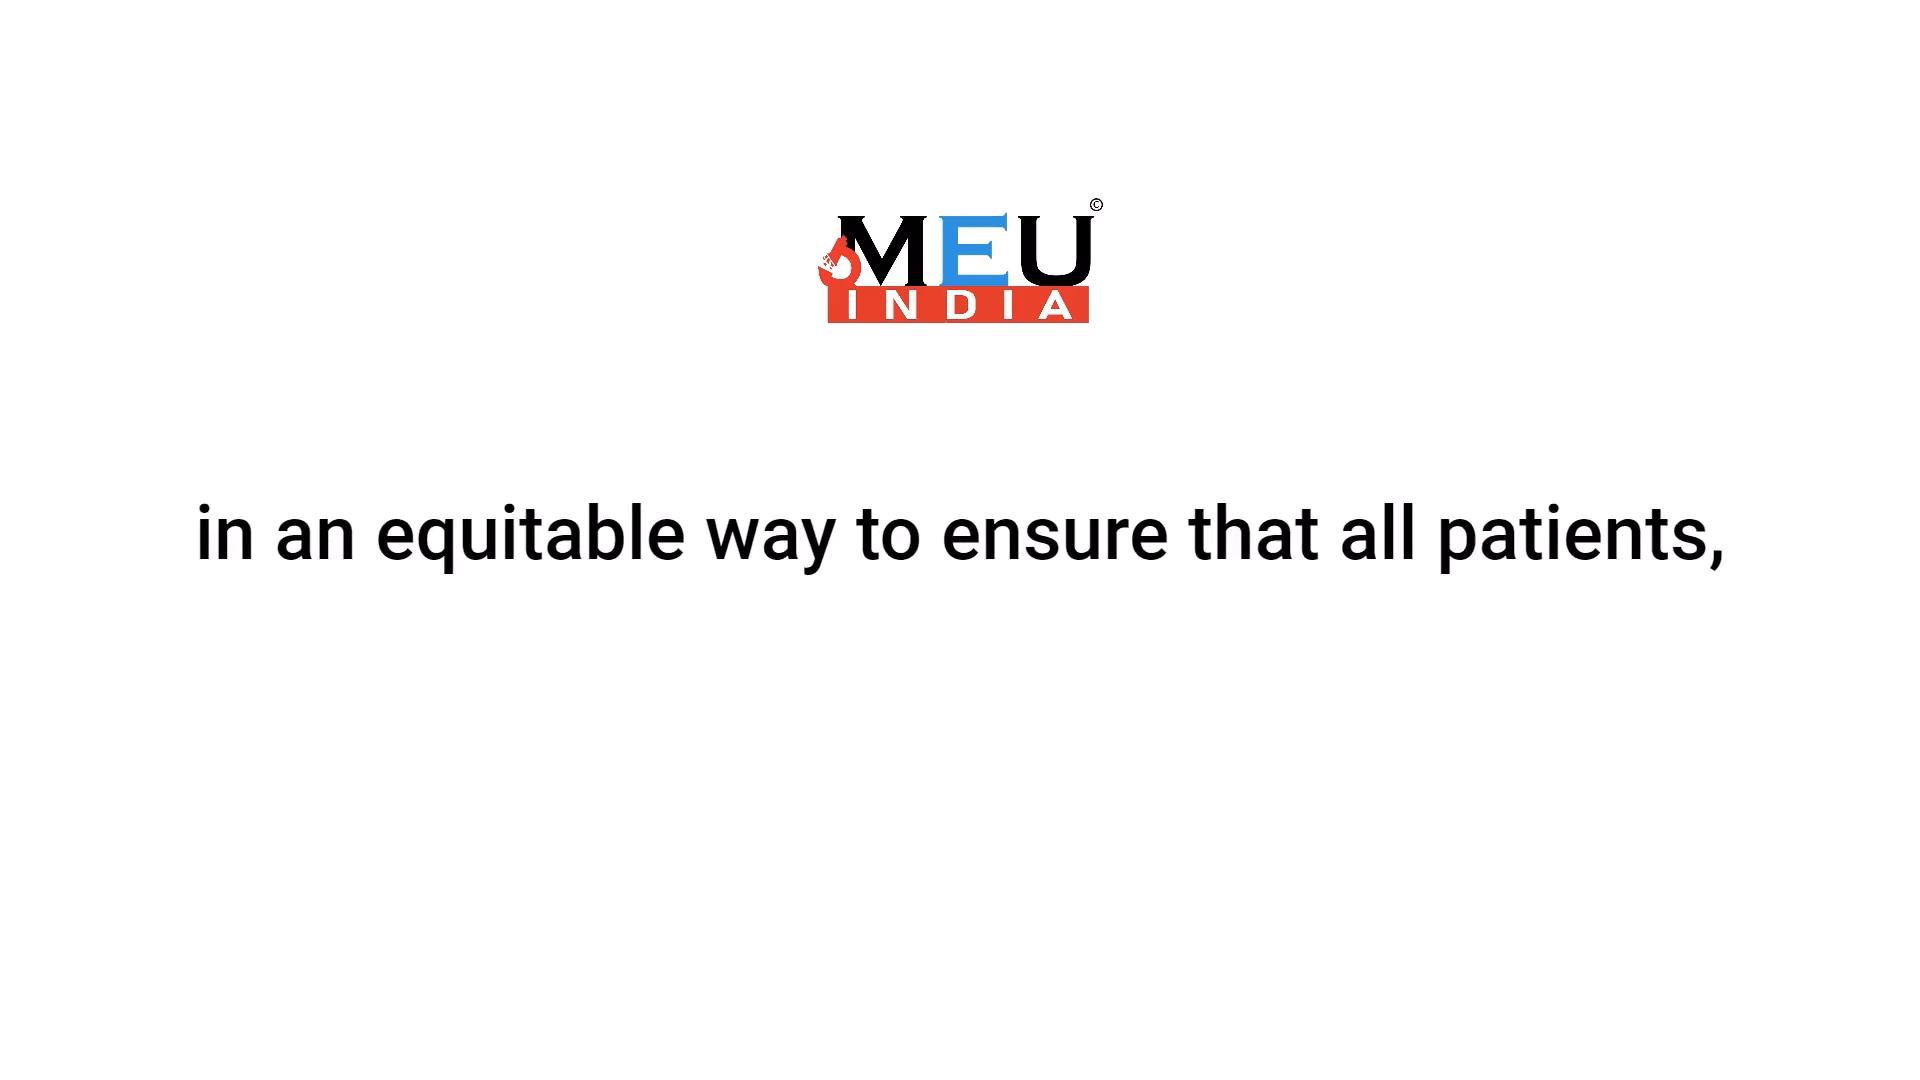 MEU ©
INDIA
in an equitable way to ensure that all patients,